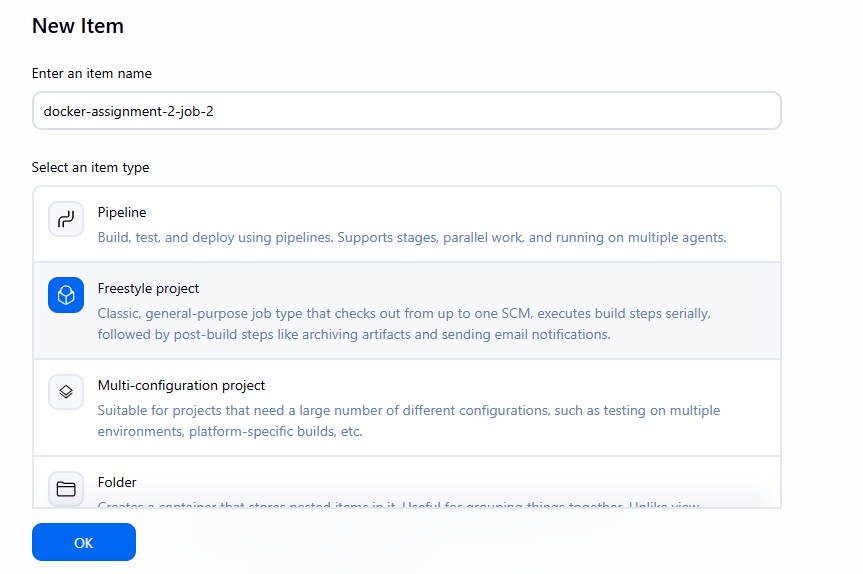 New Item
Enter an item name
docker-assignment-2-job-2
Select an item type
Pipeline
Build, test, and deploy using pipelines. Supports stages, parallel work, and running on multiple agents.
Freestyle project
Classic, general-purpose job type that checks out from up to one SCM, executes build steps serially,
followed by post-build steps like archiving artifacts and sending email notifications.
Multi-configuration project
Suitable for projects that need a large number of different configurations, such as testing on multiple
environments, platform-specific builds, etc.
Folder
Creates a container that stores nested items in it. Useful for grouping things together. Unlike view,
OK